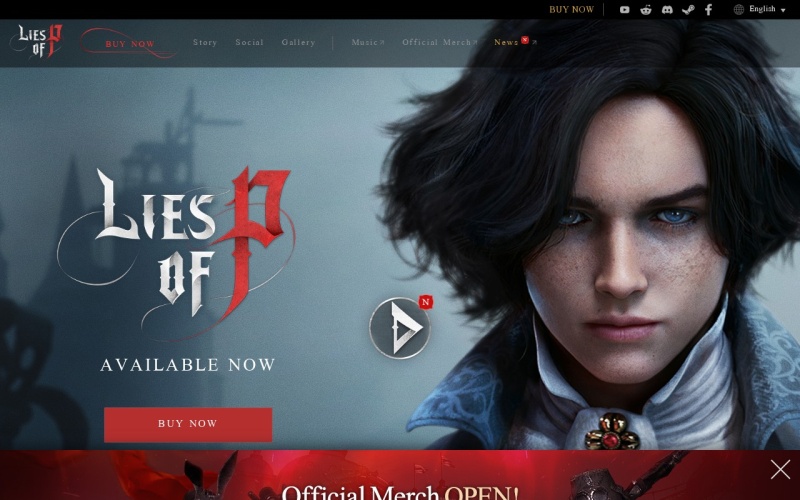 BUY NOW
English
LIES OF P
BUY NOW
Story
Social
Gallery
Music
Official Merch
News
N
LIES
OF P
AVAILABLE NOW
N
BUY NOW
Official Merch OPEN!